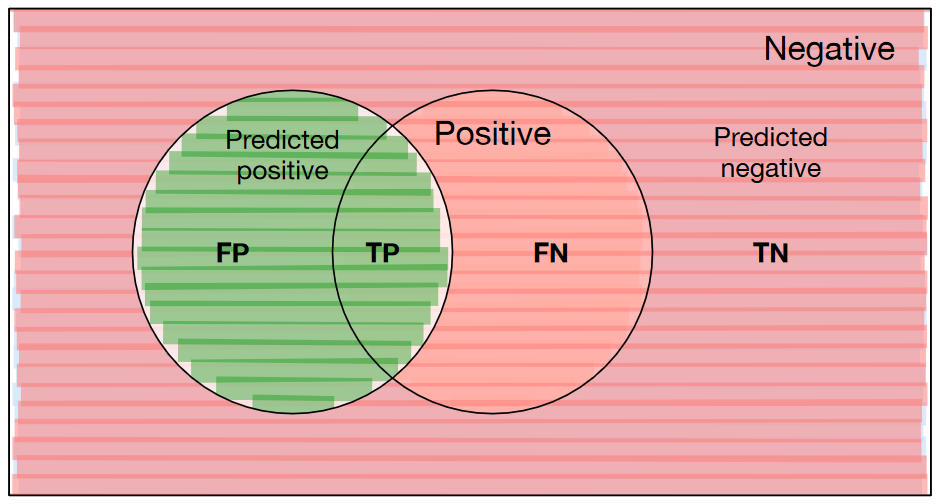 Negative
Predicted
positive
Positive
Predicted
negative
FP
TP
FN
TN